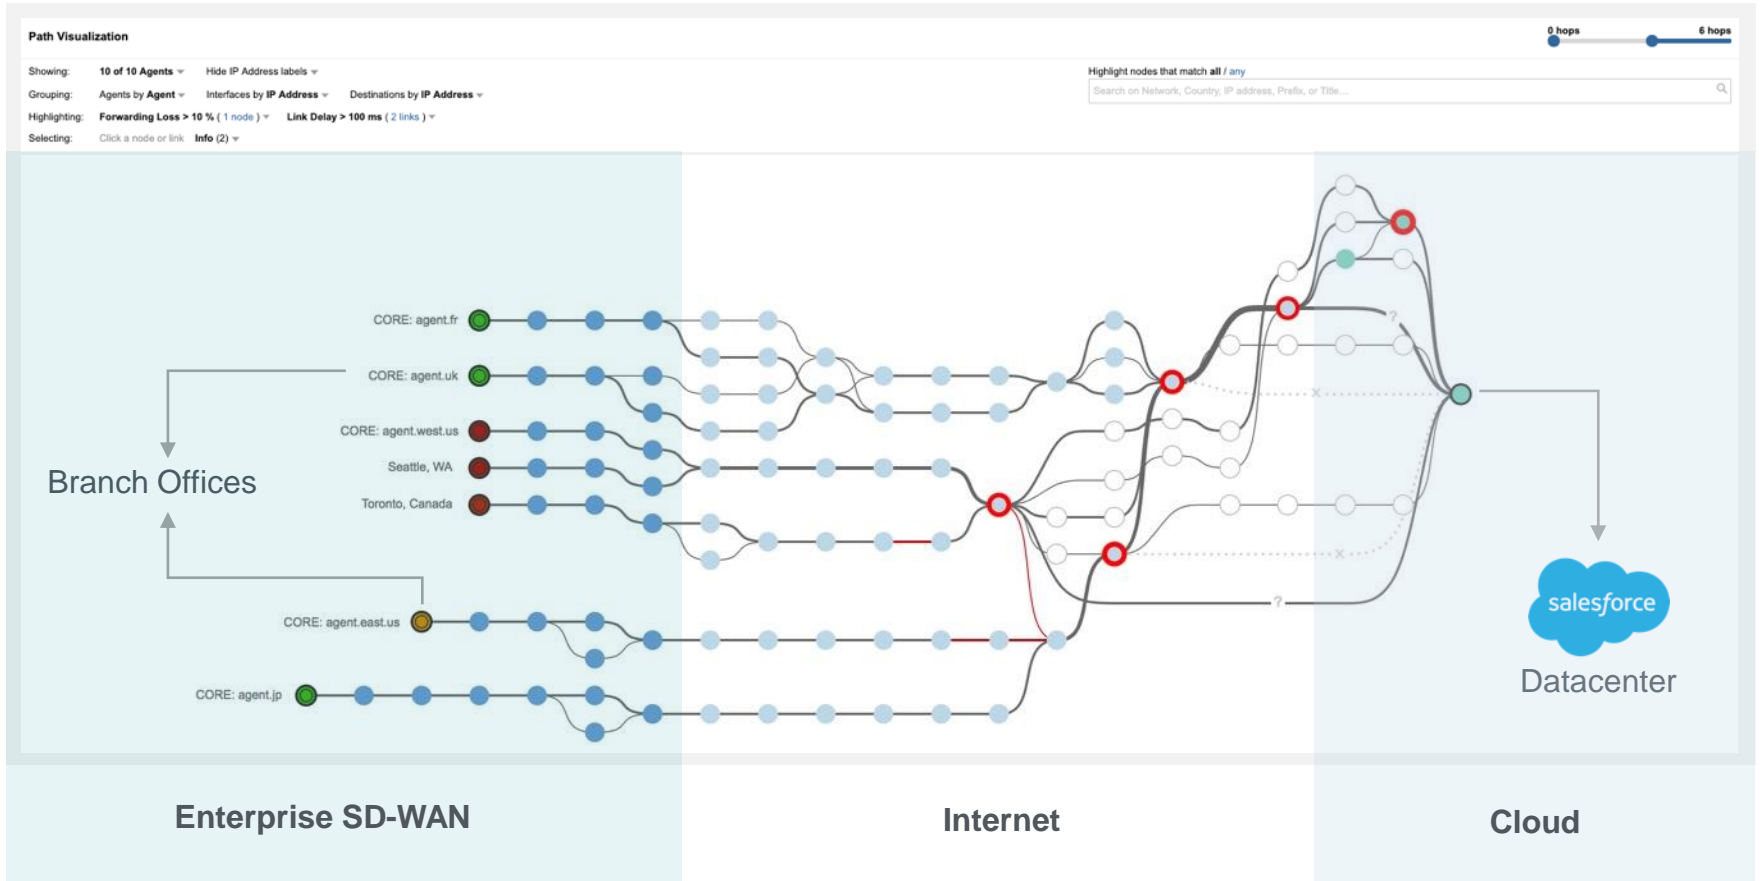 Path Visualization
0 hops 6 hops
Showing: 10 of 10 Agents Hide IP Address labels
Highlight nodes that match all / any
Grouping: Agents by Agent Interfaces by IP Address Destinations by IP Address
Search on Network, Country, IP address, Prefix, or Title...
Highlighting: Forwarding Loss > 10 % ( 1 node ) Link Delay > 100 ms ( 2 links )
Selecting: Click a node or link Info (2)
CORE: agent.fr
?
CORE: agent.uk
x
CORE: agent.west.us
Seattle, WA
Branch Offices
Toronto, Canada
x
?
salesforce
CORE: agent.east.us
Datacenter
CORE: agent.jp
Enterprise SD-WAN
Internet
Cloud